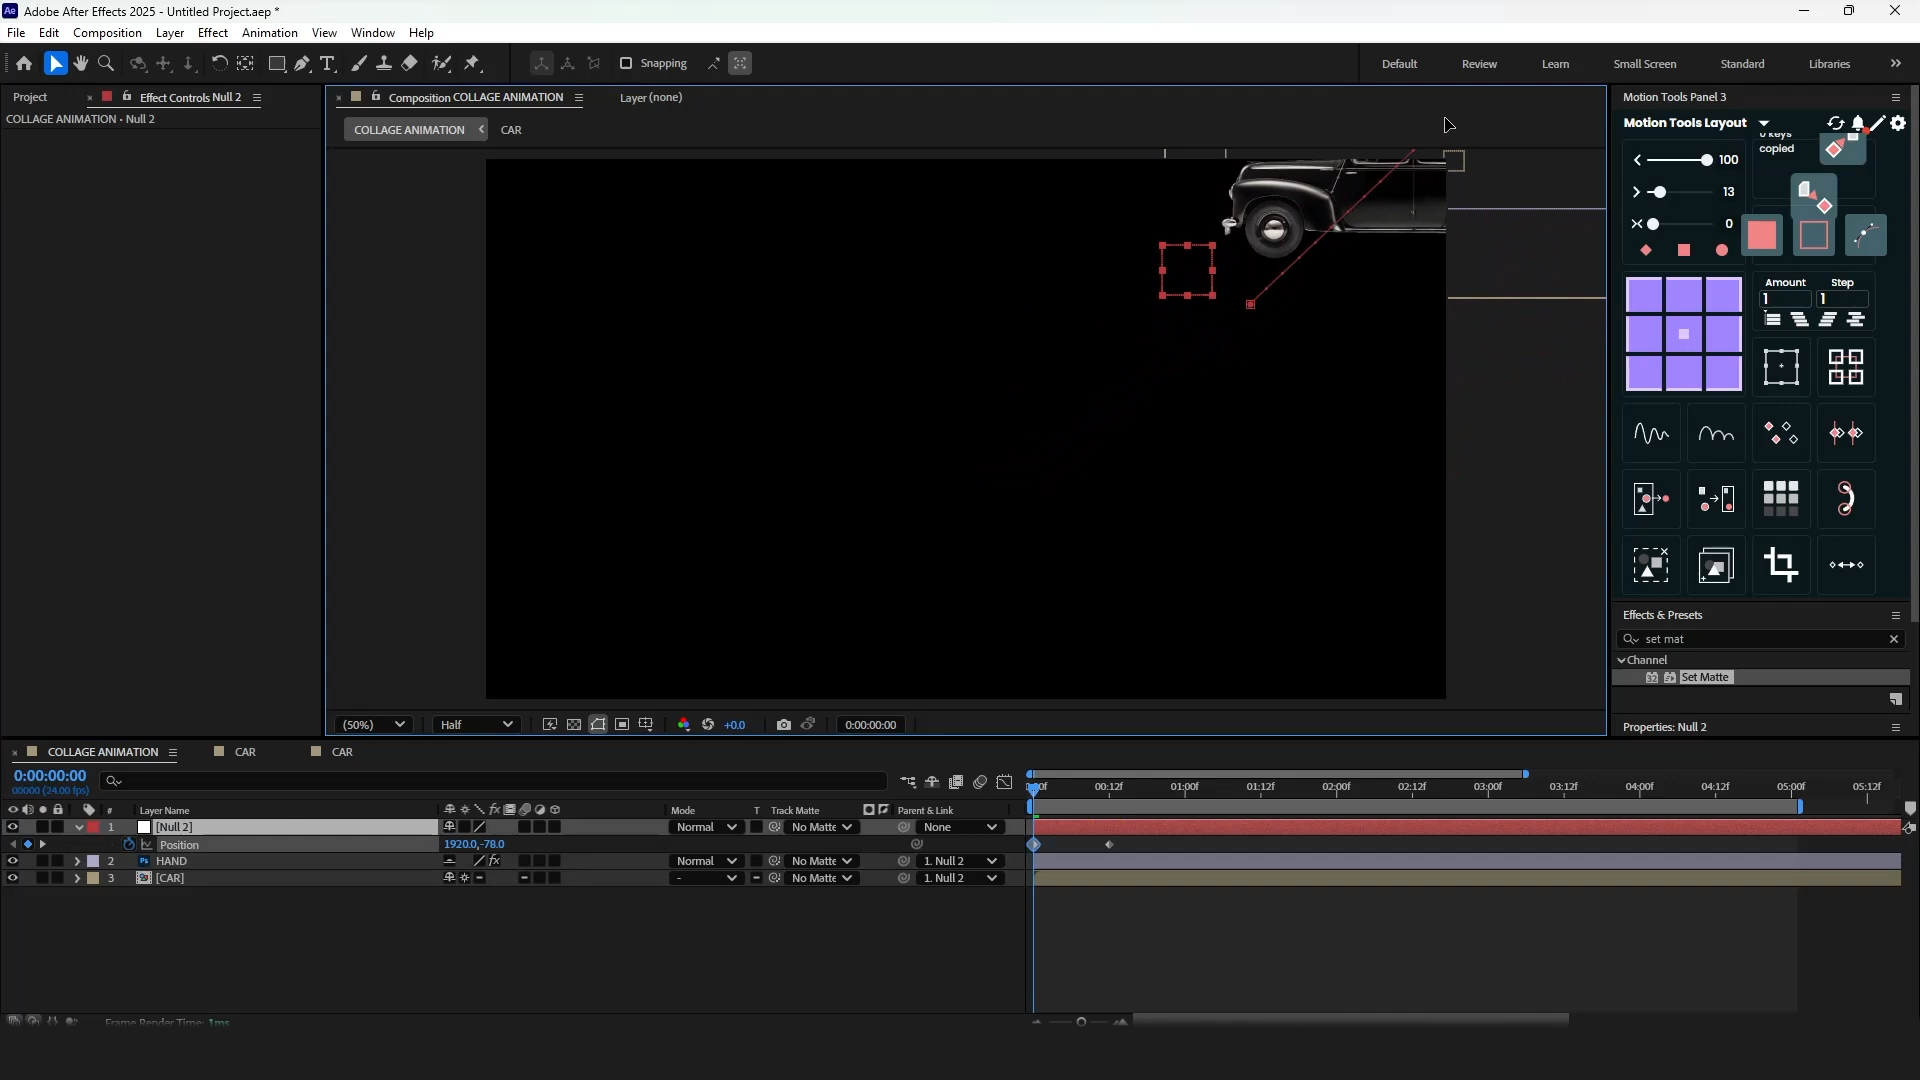 Adobe After Effects 2025 - Untitled Project.aep *
File Edit Composition Layer Effect Animation View Window Help
Snapping
Default Review Learn Small Screen Standard Libraries
Project
Effect Controls Null 2
COLLAGE ANIMATION • Null 2
Composition COLLAGE ANIMATION
Layer (none)
COLLAGE ANIMATION
CAR
Motion Tools Panel 3
Motion Tools Layout
0 keys
copied
100
13
0
Amount Step
1 1
Effects & Presets
set mat
Channel
32 Set Matte
Properties: Null 2
(50%) Half +0.0 0:00:00:00
COLLAGE ANIMATION CAR CAR
0:00:00:00
00000 (24.00 fps)
00:12f 01:00f 01:12f 02:00f 02:12f 03:00f 03:12f 04:00f 04:12f 05:00f 05:12f
# Layer Name Mode T Track Matte Parent & Link
1 [Null 2] Normal No Matte None
Position 1920.0,-78.0
2 Ps HAND fx Normal No Matte 1. Null 2
3 [CAR] - No Matte 1. Null 2
Frame Render Time: 1ms